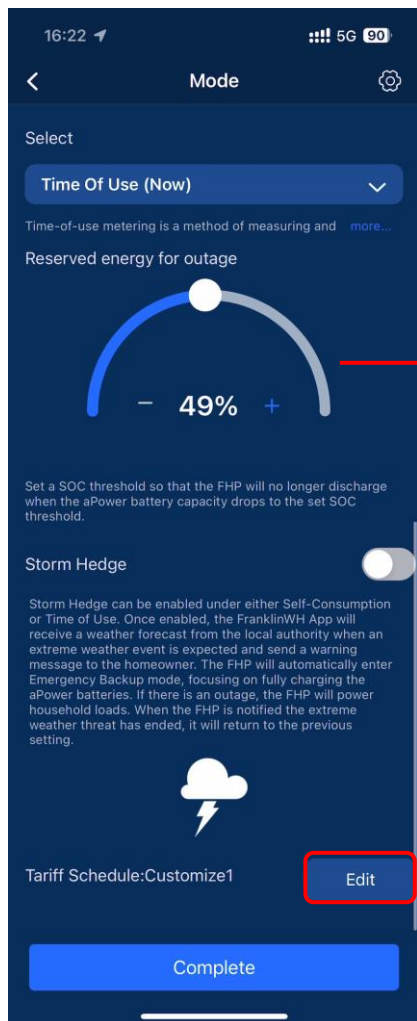 16:22 5G 90
Mode
Select
Time Of Use (Now)
Time-of-use metering is a method of measuring and more...
Reserved energy for outage
− 49% +
Set a SOC threshold so that the FHP will no longer discharge
when the aPower battery capacity drops to the set SOC
threshold.
Storm Hedge
Storm Hedge can be enabled under either Self-Consumption
or Time of Use. Once enabled, the FranklinWH App will
receive a weather forecast from the local authority when an
extreme weather event is expected and send a warning
message to the homeowner. The FHP will automatically enter
Emergency Backup mode, focusing on fully charging the
aPower batteries. If there is an outage, the FHP will power
household loads. When the FHP is notified the extreme
weather threat has ended, it will return to the previous
setting.
Tariff Schedule:Customize1 Edit
Complete